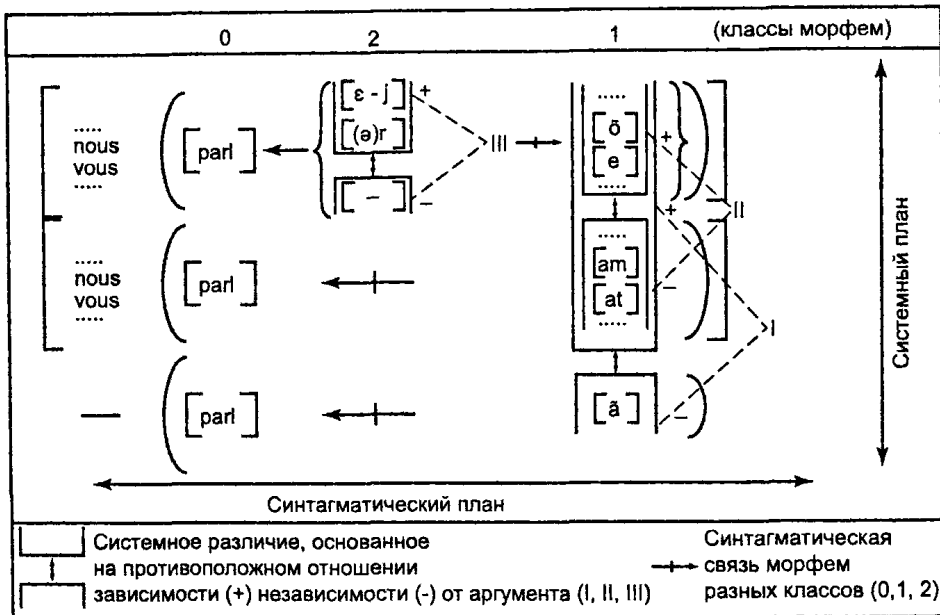 0 2 1 (классы морфем)
..... [ε - j] + .....
nous [parl] [(ə)r] III [õ] +
vous [e]
..... [ – ] – ..... +
II
..... .....
nous [parl] [am]
vous [at] –
..... ..... I
— [parl] [ã] –
Системный план
Синтагматический план
Системное различие, основанное
на противоположном отношении
зависимости (+) независимости (-) от аргумента (I, II, III)
Синтагматическая
связь морфем
разных классов (0,1, 2)